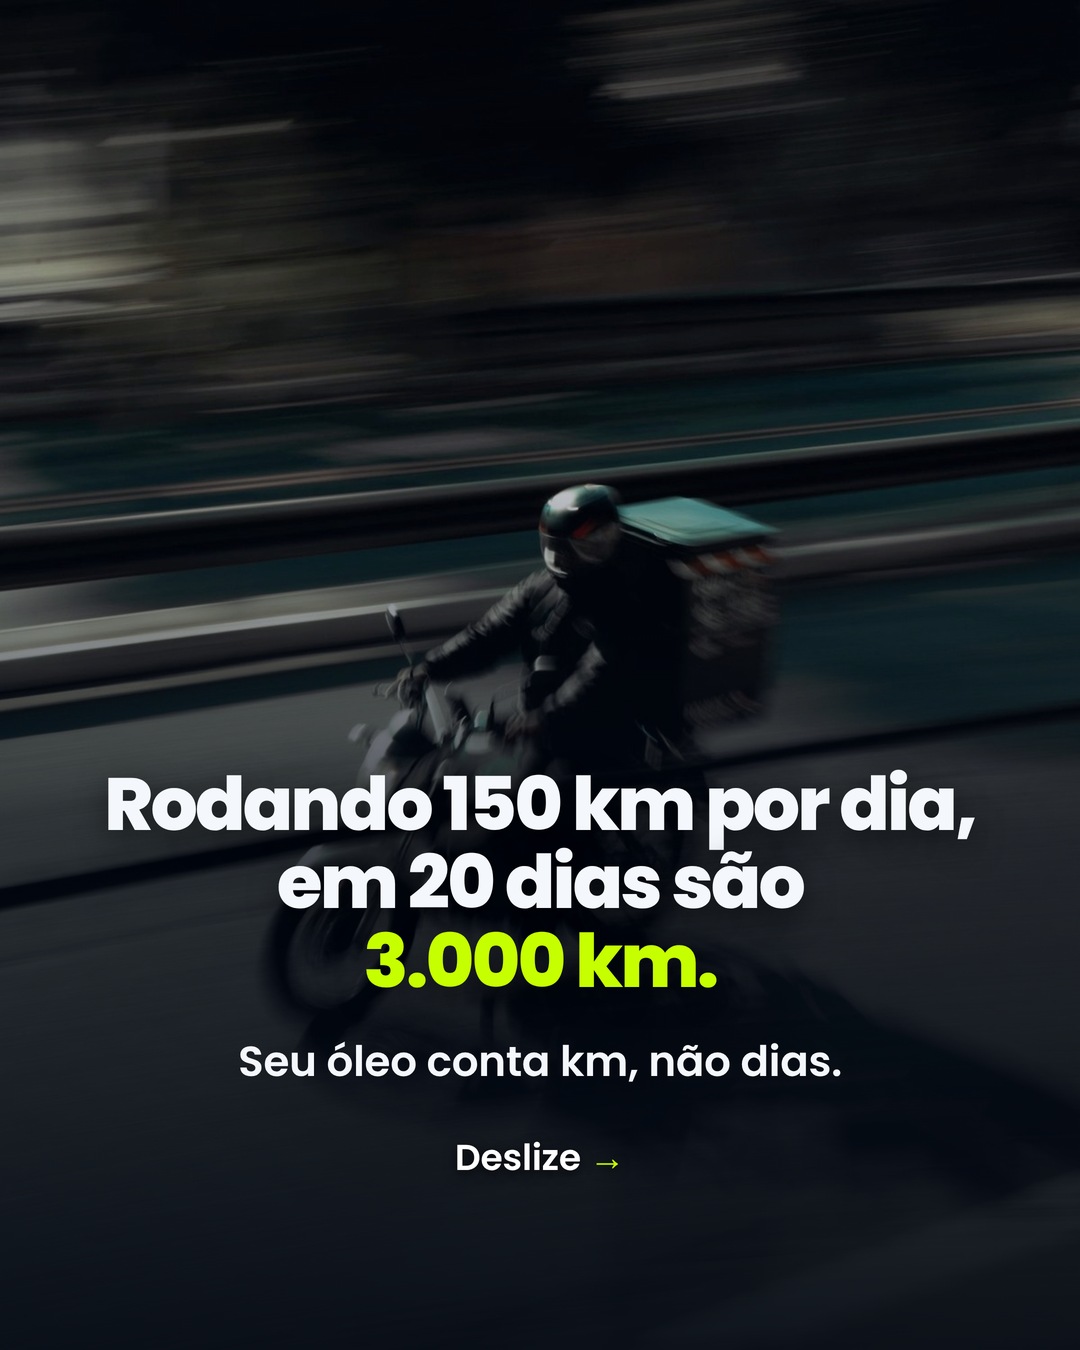 Rodando 150 km por dia,
em 20 dias são
3.000 km.
Seu óleo conta km, não dias.
Deslize →